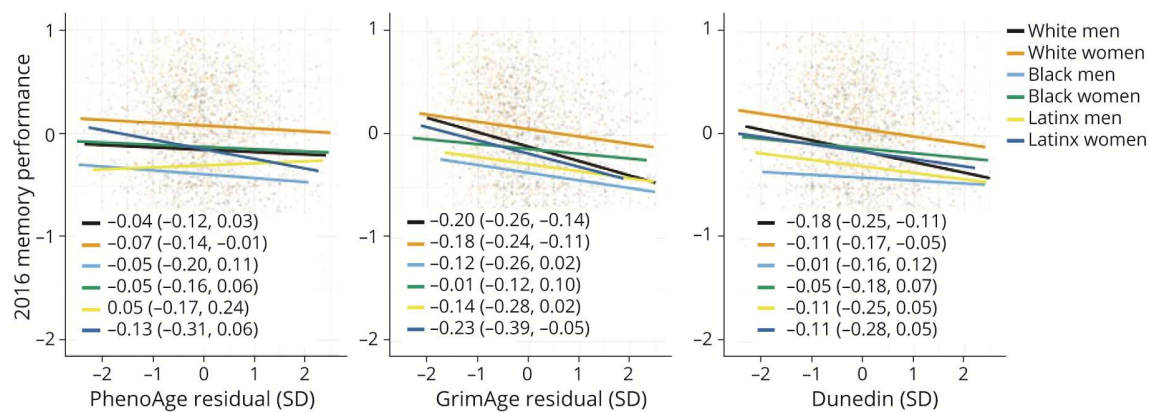 2016 memory performance
1
0
−1
−2
−0.04 (−0.12, 0.03)
−0.07 (−0.14, −0.01)
−0.05 (−0.20, 0.11)
−0.05 (−0.16, 0.06)
0.05 (−0.17, 0.24)
−0.13 (−0.31, 0.06)
−2 −1 0 1 2
PhenoAge residual (SD)
1
0
−1
−2
−0.20 (−0.26, −0.14)
−0.18 (−0.24, −0.11)
−0.12 (−0.26, 0.02)
−0.01 (−0.12, 0.10)
−0.14 (−0.28, 0.02)
−0.23 (−0.39, −0.05)
−2 −1 0 1 2
GrimAge residual (SD)
1
0
−1
−2
−0.18 (−0.25, −0.11)
−0.11 (−0.17, −0.05)
−0.01 (−0.16, 0.12)
−0.05 (−0.18, 0.07)
−0.11 (−0.25, 0.05)
−0.11 (−0.28, 0.05)
−2 −1 0 1 2
Dunedin (SD)
White men
White women
Black men
Black women
Latinx men
Latinx women